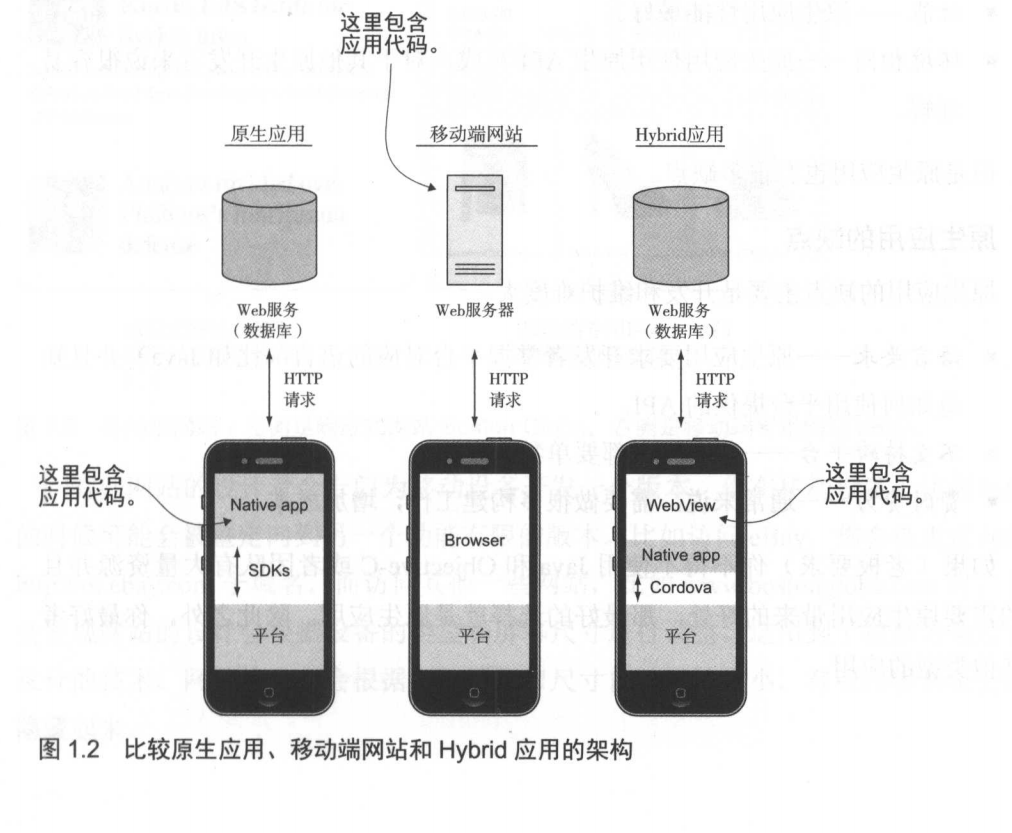 这里包含
应用代码。
原生应用
移动端网站
Hybrid应用
Web服务
（数据库）
Web服务器
Web服务
（数据库）
HTTP
请求
HTTP
请求
HTTP
请求
这里包含
应用代码。
Native app
SDKs
平台
Browser
平台
WebView
Native app
Cordova
平台
这里包含
应用代码。
图 1.2 比较原生应用、移动端网站和 Hybrid 应用的架构